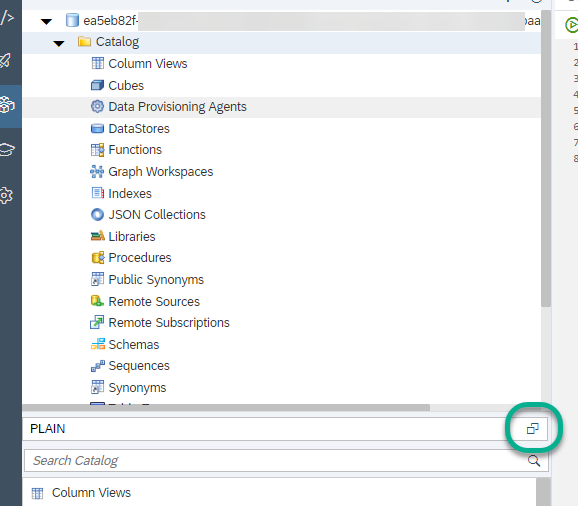 ea5eb82f-
Catalog
Column Views
Cubes
Data Provisioning Agents
DataStores
Functions
Graph Workspaces
Indexes
JSON Collections
Libraries
Procedures
Public Synonyms
Remote Sources
Remote Subscriptions
Schemas
Sequences
Synonyms
PLAIN
Search Catalog
Column Views
1
2
3
4
5
6
7
8